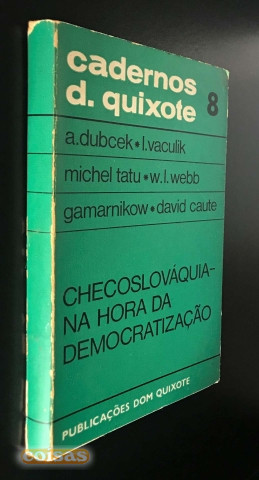 cadernos
d. quixote 8
a.dubcek•l.vaculik
michel tatu•w.l.webb
gamarnikow•david caute
CHECOSLOVÁQUIA-
NA HORA DA
DEMOCRATIZAÇÃO
PUBLICAÇÕES DOM QUIXOTE
coisas